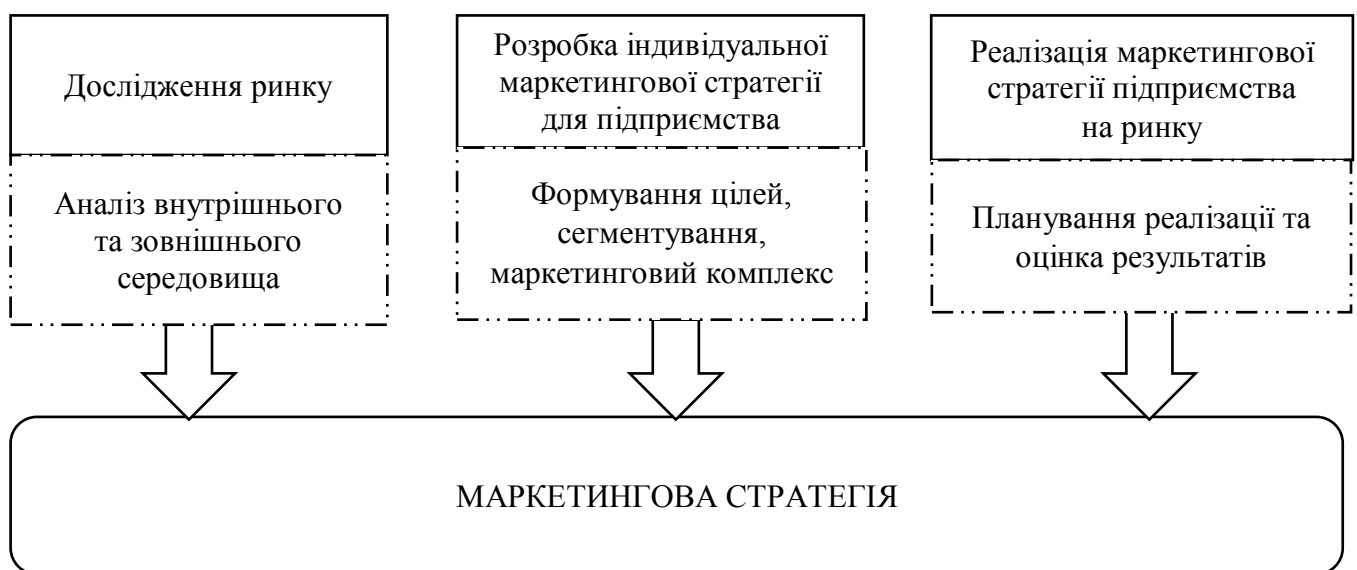 Дослідження ринку
Аналіз внутрішнього
та зовнішнього
середовища
Розробка індивідуальної
маркетингової стратегії
для підприємства
Формування цілей,
сегментування,
маркетинговий комплекс
Реалізація маркетингової
стратегії підприємства
на ринку
Планування реалізації та
оцінка результатів
МАРКЕТИНГОВА СТРАТЕГІЯ